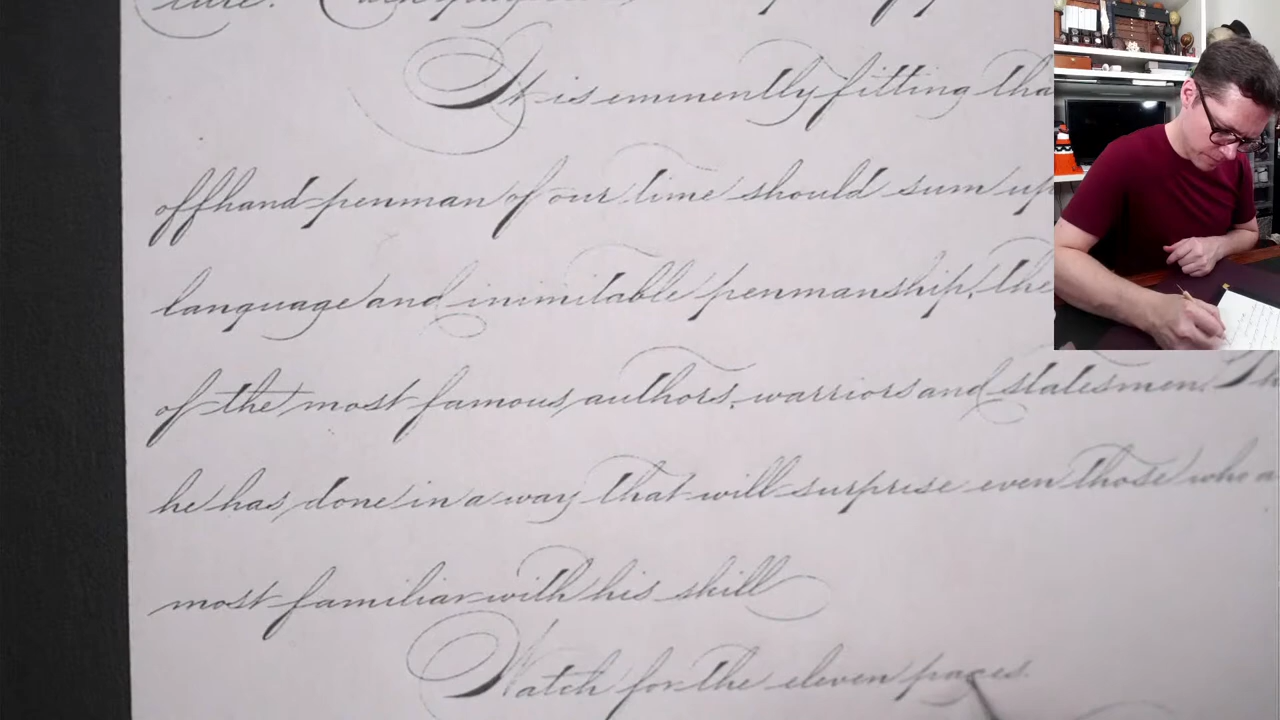 It is eminently fitting tha
offhand penman of our time should sum up
language and inimitable penmanship, the
of the most famous authors, warriors and statesmen. Th
he has done in a way that will surprise even those who a
most familiar with his skill
Watch for the eleven pages.